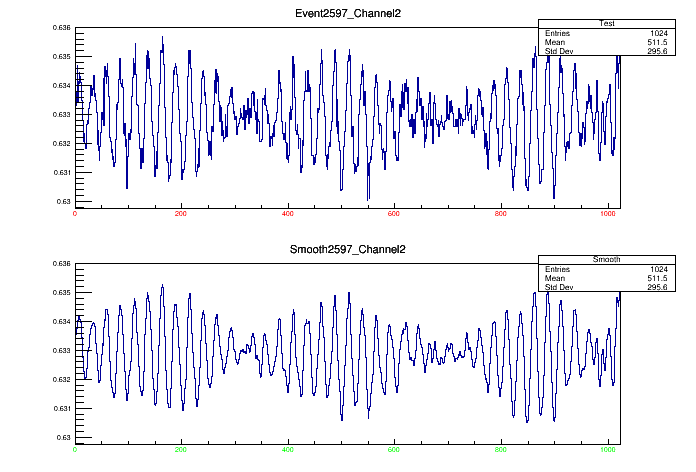 Event2597_Channel2
Test
Entries 1024
Mean 511.5
Std Dev 295.6
0.636
0.635
0.634
0.633
0.632
0.631
0.63
0 200 400 600 800 1000
Smooth2597_Channel2
Smooth
Entries 1024
Mean 511.5
Std Dev 295.6
0.636
0.635
0.634
0.633
0.632
0.631
0.63
0 200 400 600 800 1000